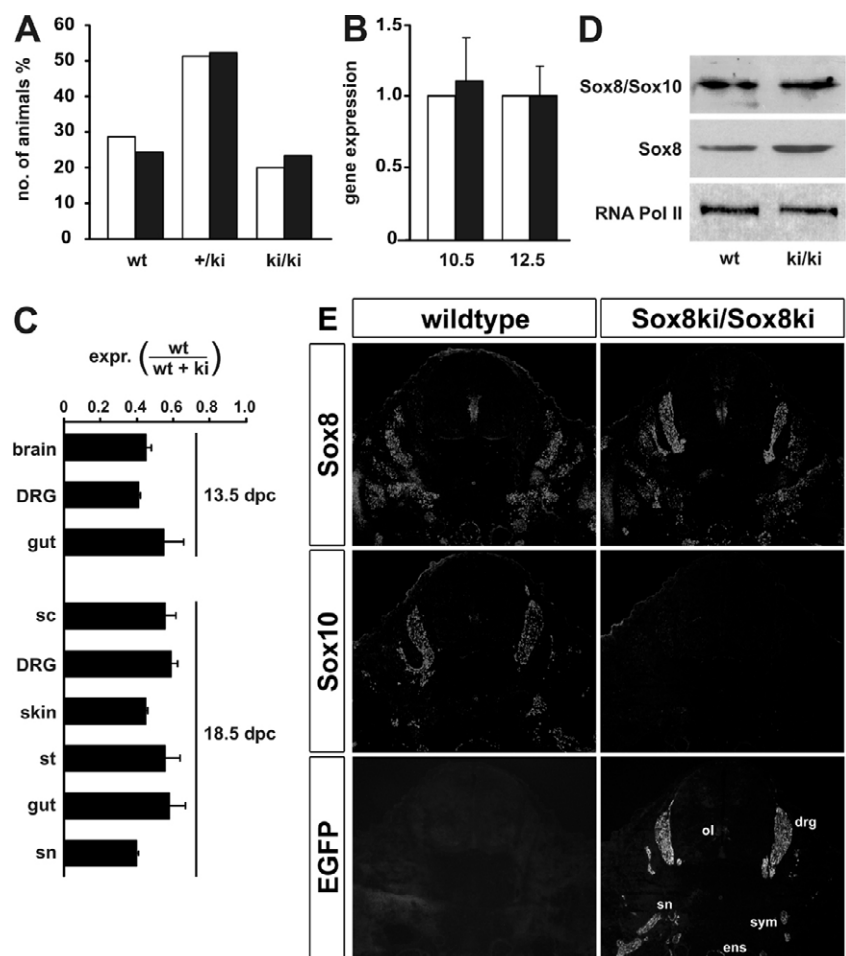 A
no. of animals %
60
50
40
30
20
10
0
wt +/ki ki/ki
B
gene expression
1.5
1.0
0.5
0
10.5 12.5
D
Sox8/Sox10
Sox8
RNA Pol II
wt ki/ki
C
expr. (wt / wt + ki)
0 0.2 0.4 0.6 0.8 1.0
brain
DRG
gut
13.5 dpc
sc
DRG
skin
st
gut
sn
18.5 dpc
E
wildtype Sox8ki/Sox8ki
Sox8
Sox10
EGFP
ol drg
sn sym
ens